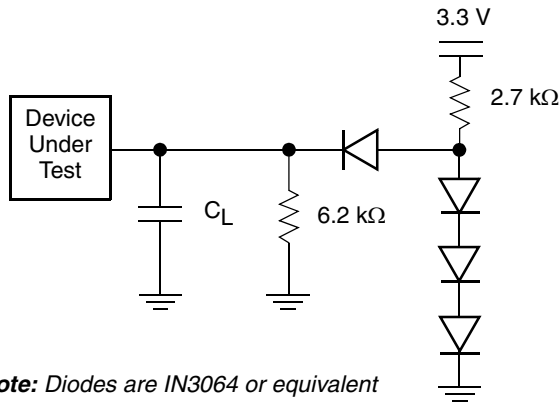 3.3 V
2.7 kΩ
Device
Under
Test
C_L
6.2 kΩ
ote: Diodes are IN3064 or equivalent